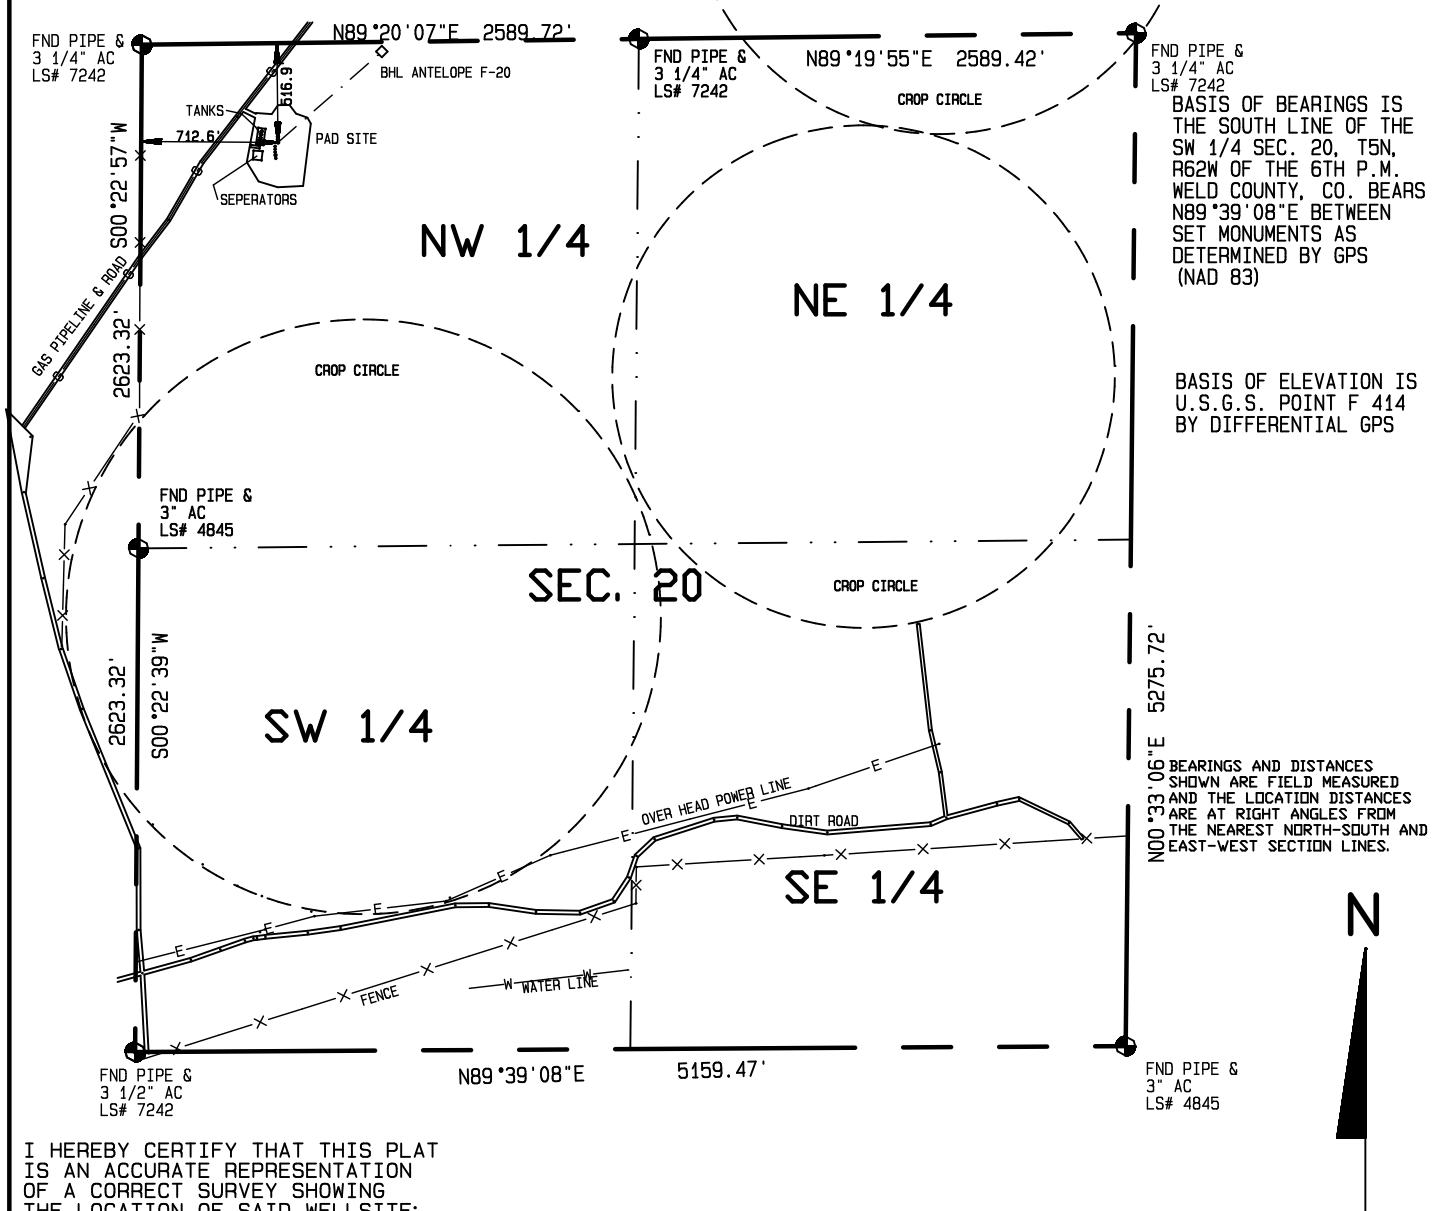 N89°20'07"E 2589.72'
FND PIPE &
3 1/4" AC
LS# 7242
BHL ANTELOPE F-20
FND PIPE &
3 1/4" AC
LS# 7242
N89°19'55"E 2589.42'
CROP CIRCLE
FND PIPE &
3 1/4" AC
LS# 7242
516.9
TANKS
712.6'
PAD SITE
SEPERATORS
S00°22'57"W
2623.32'
GAS PIPELINE & ROAD
NW 1/4
NE 1/4
BASIS OF BEARINGS IS
THE SOUTH LINE OF THE
SW 1/4 SEC. 20, T5N,
R62W OF THE 6TH P.M.
WELD COUNTY, CO. BEARS
N89°39'08"E BETWEEN
SET MONUMENTS AS
DETERMINED BY GPS
(NAD 83)
CROP CIRCLE
BASIS OF ELEVATION IS
U.S.G.S. POINT F 414
BY DIFFERENTIAL GPS
FND PIPE &
3" AC
LS# 4845
SEC. 20
CROP CIRCLE
2623.32'
S00°22'39"W
SW 1/4
N00°33'06"E 5275.72'
OVER HEAD POWER LINE
E
E
E
E
E
E
E
DIRT ROAD
BEARINGS AND DISTANCES
SHOWN ARE FIELD MEASURED
AND THE LOCATION DISTANCES
ARE AT RIGHT ANGLES FROM
THE NEAREST NORTH-SOUTH AND
EAST-WEST SECTION LINES.
SE 1/4
N
FENCE
W WATER LINE W
N89°39'08"E 5159.47'
FND PIPE &
3 1/2" AC
LS# 7242
FND PIPE &
3" AC
LS# 4845
I HEREBY CERTIFY THAT THIS PLAT
IS AN ACCURATE REPRESENTATION
OF A CORRECT SURVEY SHOWING
THE LOCATION OF SAID WELLSITE: